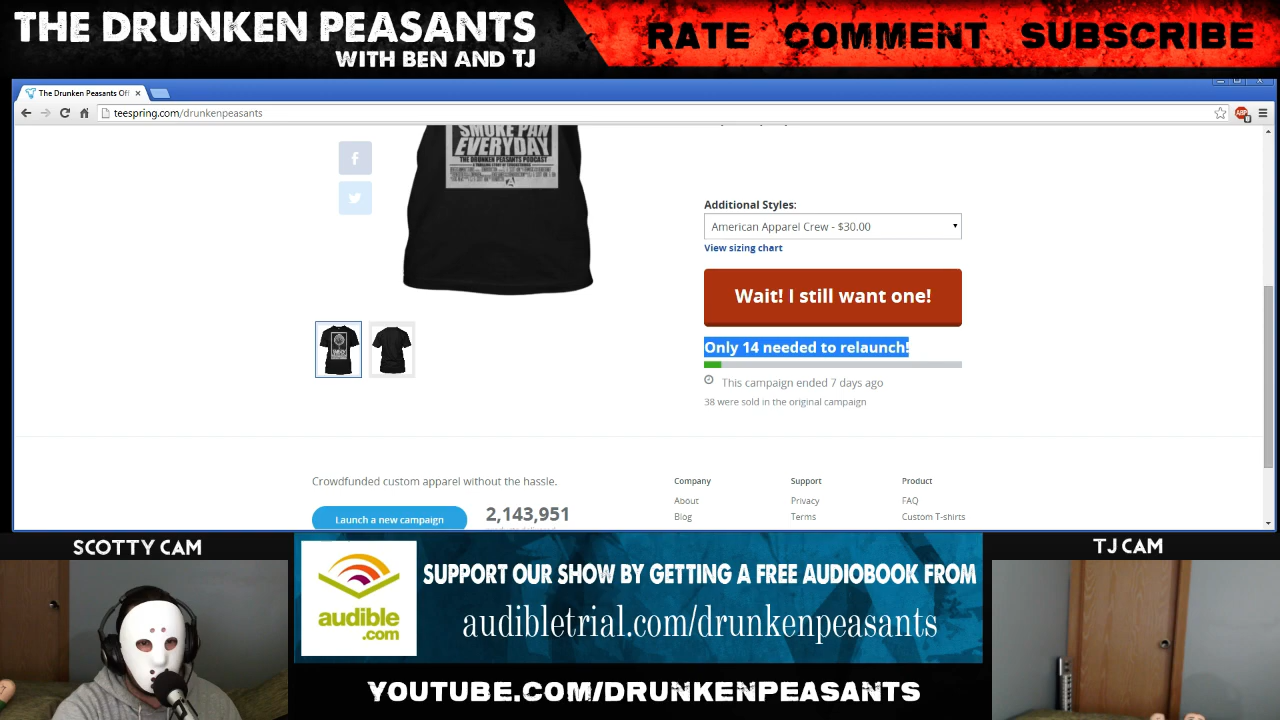 THE DRUNKEN PEASANTS
WITH BEN AND TJ
RATE COMMENT SUBSCRIBE
The Drunken Peasants Off
teespring.com/drunkenpeasants
ABP
SMOKE PAN
EVERYDAY
THE DRUNKEN PEASANTS PODCAST
Additional Styles:
American Apparel Crew - $30.00
View sizing chart
Wait! I still want one!
Only 14 needed to relaunch!
This campaign ended 7 days ago
38 were sold in the original campaign
Crowdfunded custom apparel without the hassle.
Launch a new campaign
2,143,951
Company
About
Blog
Support
Privacy
Terms
Product
FAQ
Custom T-shirts
SCOTTY CAM
TJ CAM
audible
.com
SUPPORT OUR SHOW BY GETTING A FREE AUDIOBOOK FROM
audibletrial.com/drunkenpeasants
YOUTUBE.COM/DRUNKENPEASANTS